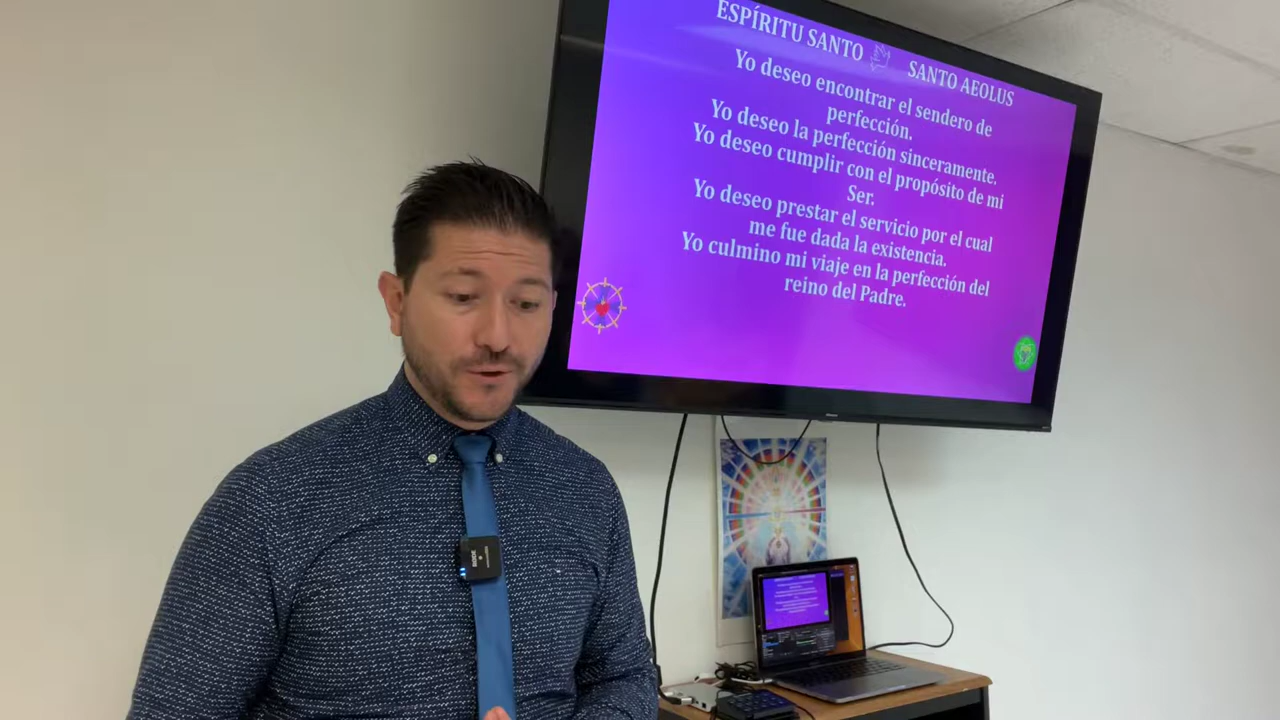 ESPÍRITU SANTO SANTO AEOLUS
Yo deseo encontrar el sendero de
perfección.
Yo deseo la perfección sinceramente.
Yo deseo cumplir con el propósito de mi
Ser.
Yo deseo prestar el servicio por el cual
me fue dada la existencia.
Yo culmino mi viaje en la perfección del
reino del Padre.
RODE